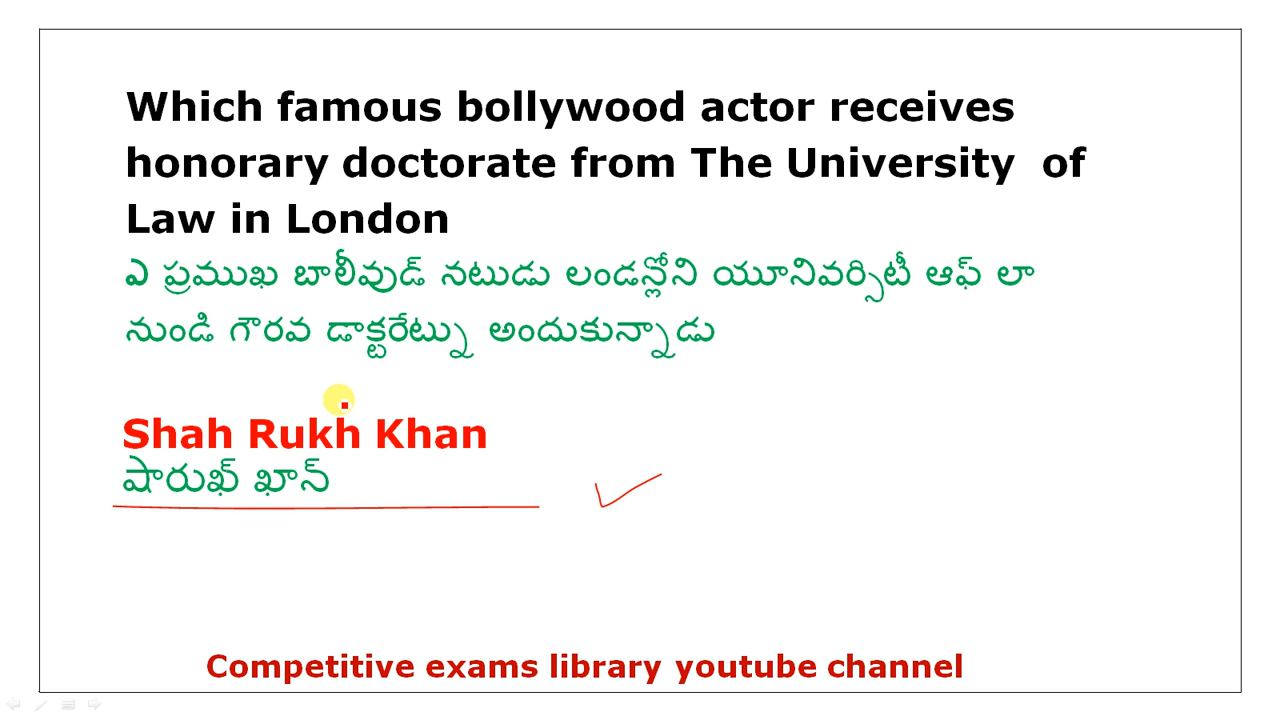 Which famous bollywood actor receives
honorary doctorate from The University of
Law in London
ఎ ప్రముఖ బాలీవుడ్ నటుడు లండన్లోని యూనివర్సిటీ ఆఫ్ లా
నుండి గౌరవ డాక్టరేట్ను అందుకున్నాడు
Shah Rukh Khan
షారుఖ్ ఖాన్
Competitive exams library youtube channel